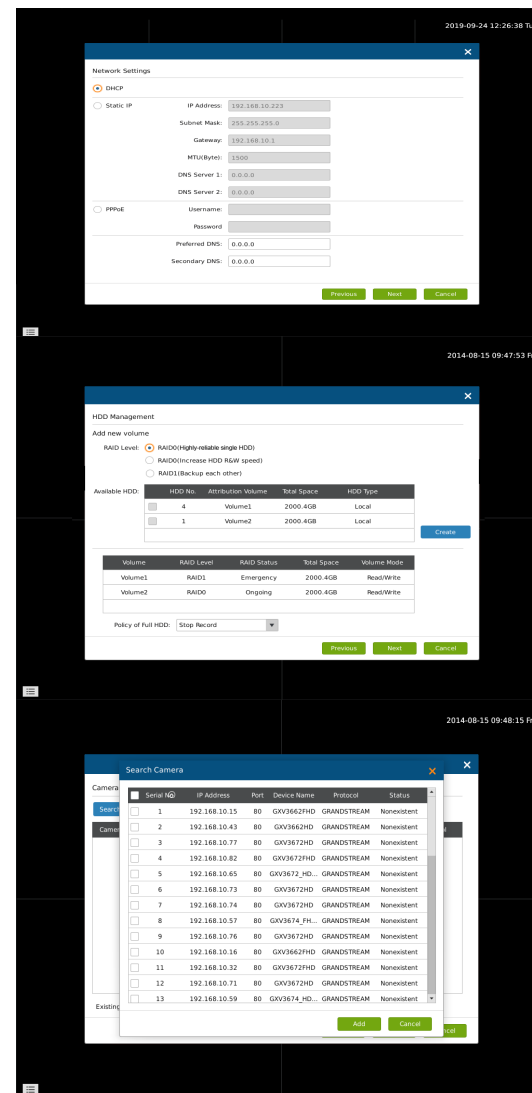 2019-09-24 12:26:38 Tu
Network Settings
DHCP
Static IP IP Address: 192.168.10.223
Subnet Mask: 255.255.255.0
Gateway: 192.168.10.1
MTU(Byte): 1500
DNS Server 1: 0.0.0.0
DNS Server 2: 0.0.0.0
PPPoE Username:
Password
Preferred DNS: 0.0.0.0
Secondary DNS: 0.0.0.0
Previous Next Cancel
2014-08-15 09:47:53 Fr
HDD Management
Add new volume
RAID Level: RAID0(Highly-reliable single HDD)
RAID0(Increase HDD R&W speed)
RAID1(Backup each other)
Available HDD: HDD No. Attribution Volume Total Space HDD Type
4 Volume1 2000.4GB Local
1 Volume2 2000.4GB Local
Create
Volume RAID Level RAID Status Total Space Volume Mode
Volume1 RAID1 Emergency 2000.4GB Read/Write
Volume2 RAID0 Ongoing 2000.4GB Read/Write
Policy of Full HDD: Stop Record
Previous Next Cancel
2014-08-15 09:48:15 Fr
Search Camera
Camera
Search
Camer
Serial No IP Address Port Device Name Protocol Status
1 192.168.10.15 80 GXV3662FHD GRANDSTREAM Nonexistent
2 192.168.10.43 80 GXV3662HD GRANDSTREAM Nonexistent
3 192.168.10.77 80 GXV3672HD GRANDSTREAM Nonexistent
4 192.168.10.82 80 GXV3672FHD GRANDSTREAM Nonexistent
5 192.168.10.65 80 GXV3672_HD... GRANDSTREAM Nonexistent
6 192.168.10.73 80 GXV3672HD GRANDSTREAM Nonexistent
7 192.168.10.74 80 GXV3672HD GRANDSTREAM Nonexistent
8 192.168.10.57 80 GXV3674_FH... GRANDSTREAM Nonexistent
9 192.168.10.76 80 GXV3672HD GRANDSTREAM Nonexistent
10 192.168.10.16 80 GXV3662FHD GRANDSTREAM Nonexistent
11 192.168.10.32 80 GXV3672FHD GRANDSTREAM Nonexistent
12 192.168.10.71 80 GXV3672HD GRANDSTREAM Nonexistent
13 192.168.10.59 80 GXV3674_HD... GRANDSTREAM Nonexistent
Existing
Add Cancel
ncel